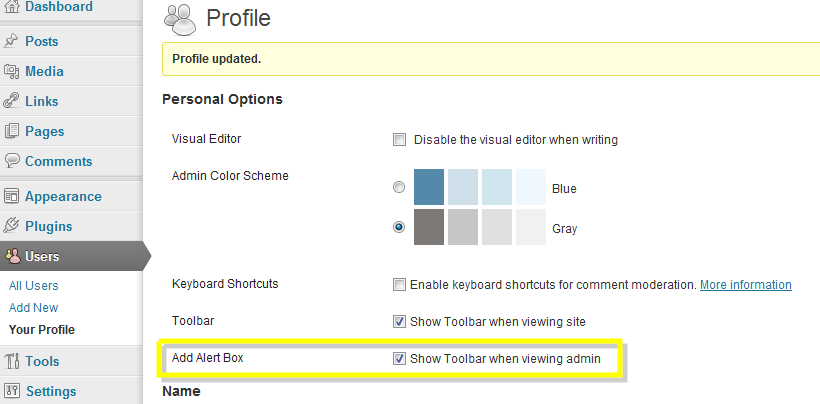 Dashboard
Posts
Media
Links
Pages
Comments
Appearance
Plugins
Users
All Users
Add New
Your Profile
Tools
Settings
Profile
Profile updated.
Personal Options
Visual Editor Disable the visual editor when writing
Admin Color Scheme
Blue
Gray
Keyboard Shortcuts Enable keyboard shortcuts for comment moderation. More information
Toolbar Show Toolbar when viewing site
Add Alert Box Show Toolbar when viewing admin
Name